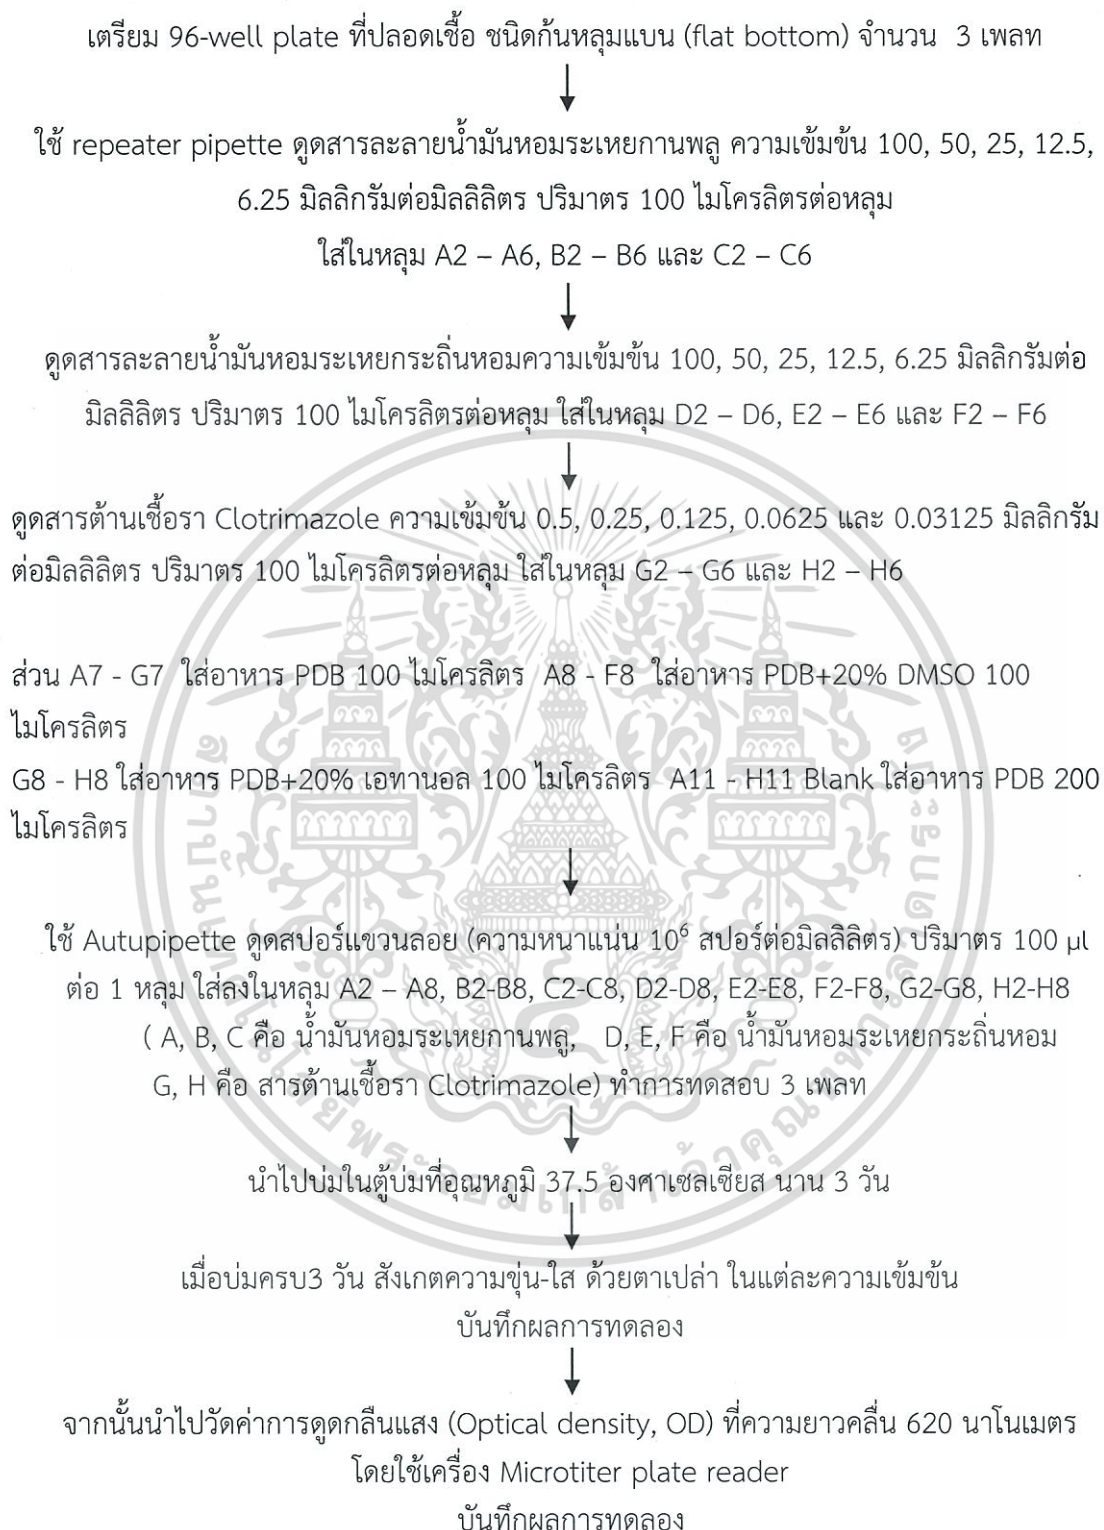 เตรียม 96-well plate ที่ปลอดเชื้อ ชนิดก้นหลุมแบน (flat bottom) จำนวน 3 เพลท
ใช้ repeater pipette ดูดสารละลายน้ำมันหอมระเหยกานพลู ความเข้มข้น 100, 50, 25, 12.5,
6.25 มิลลิกรัมต่อมิลลิลิตร ปริมาตร 100 ไมโครลิตรต่อหลุม
ใส่ในหลุม A2 – A6, B2 – B6 และ C2 – C6
ดูดสารละลายน้ำมันหอมระเหยกระถิ่นหอมความเข้มข้น 100, 50, 25, 12.5, 6.25 มิลลิกรัมต่อ
มิลลิลิตร ปริมาตร 100 ไมโครลิตรต่อหลุม ใส่ในหลุม D2 – D6, E2 – E6 และ F2 – F6
ดูดสารต้านเชื้อรา Clotrimazole ความเข้มข้น 0.5, 0.25, 0.125, 0.0625 และ 0.03125 มิลลิกรัม
ต่อมิลลิลิตร ปริมาตร 100 ไมโครลิตรต่อหลุม ใส่ในหลุม G2 – G6 และ H2 – H6
ส่วน A7 - G7 ใส่อาหาร PDB 100 ไมโครลิตร A8 - F8 ใส่อาหาร PDB+20% DMSO 100
ไมโครลิตร
G8 - H8 ใส่อาหาร PDB+20% เอทานอล 100 ไมโครลิตร A11 - H11 Blank ใส่อาหาร PDB 200
ไมโครลิตร
ใช้ Autupipette ดูดสปอร์แขวนลอย (ความหนาแน่น 10⁶ สปอร์ต่อมิลลิลิตร) ปริมาตร 100 µl
ต่อ 1 หลุม ใส่ลงในหลุม A2 – A8, B2-B8, C2-C8, D2-D8, E2-E8, F2-F8, G2-G8, H2-H8
( A, B, C คือ น้ำมันหอมระเหยกานพลู, D, E, F คือ น้ำมันหอมระเหยกระถิ่นหอม
G, H คือ สารต้านเชื้อรา Clotrimazole) ทำการทดสอบ 3 เพลท
นำไปบ่มในตู้บ่มที่อุณหภูมิ 37.5 องศาเซลเซียส นาน 3 วัน
เมื่อบ่มครบ3 วัน สังเกตความขุ่น-ใส ด้วยตาเปล่า ในแต่ละความเข้มข้น
บันทึกผลการทดลอง
จากนั้นนำไปวัดค่าการดูดกลืนแสง (Optical density, OD) ที่ความยาวคลื่น 620 นาโนเมตร
โดยใช้เครื่อง Microtiter plate reader
บันทึกผลการทดลอง